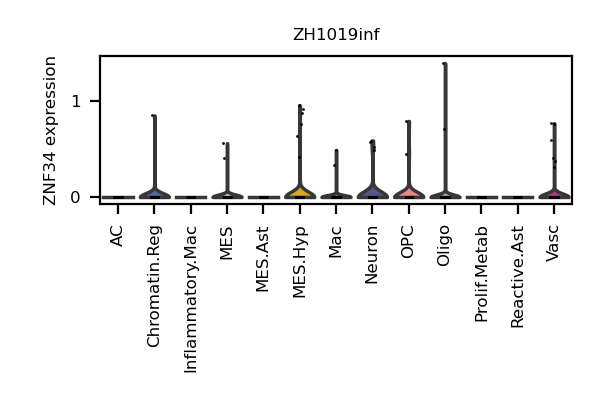 ZH1019inf
ZNF34 expression
1
0
AC
Chromatin.Reg
Inflammatory.Mac
MES
MES.Ast
MES.Hyp
Mac
Neuron
OPC
Oligo
Prolif.Metab
Reactive.Ast
Vasc